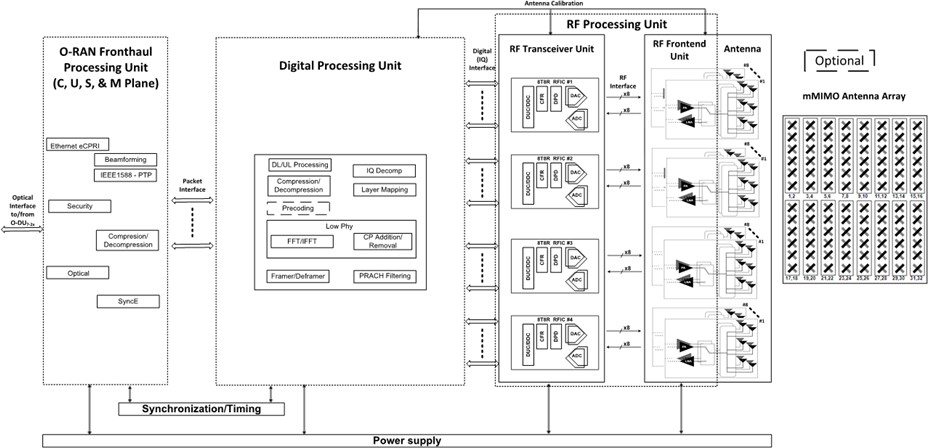 Antenna Calibration
O-RAN Fronthaul
Processing Unit
(C, U, S, & M Plane)
Ethernet eCPRI
Beamforming
IEEE1588 - PTP
Security
Compresion/
Decompression
Optical
SyncE
Optical
Interface
to/from
O-DU7-2x
Packet
Interface
Digital Processing Unit
DL/UL Processing
IQ Decomp
Compression/
Decompression
Layer Mapping
Precoding
Low Phy
FFT/IFFT
CP Addition/
Removal
Framer/Deframer
PRACH Filtering
Digital
(IQ)
Interface
RF Processing Unit
RF Transceiver Unit
8T8R RFIC #1
DUC/DDC
CFR
DPD
DAC
ADC
8T8R RFIC #2
DUC/DDC
CFR
DPD
DAC
ADC
8T8R RFIC #3
DUC/DDC
CFR
DPD
DAC
ADC
8T8R RFIC #4
DUC/DDC
CFR
DPD
DAC
ADC
RF
Interface
x8
x8
x8
x8
x8
x8
x8
x8
RF Frontend
Unit
Antenna
#8
#1
#8
#1
#8
#1
#8
#1
Optional
mMIMO Antenna Array
1,2 3,4 5,6 7,8 9,10 11,12 13,14 15,16
17,18 19,20 21,22 23,24 25,26 27,28 29,30 31,32
Synchronization/Timing
Power supply